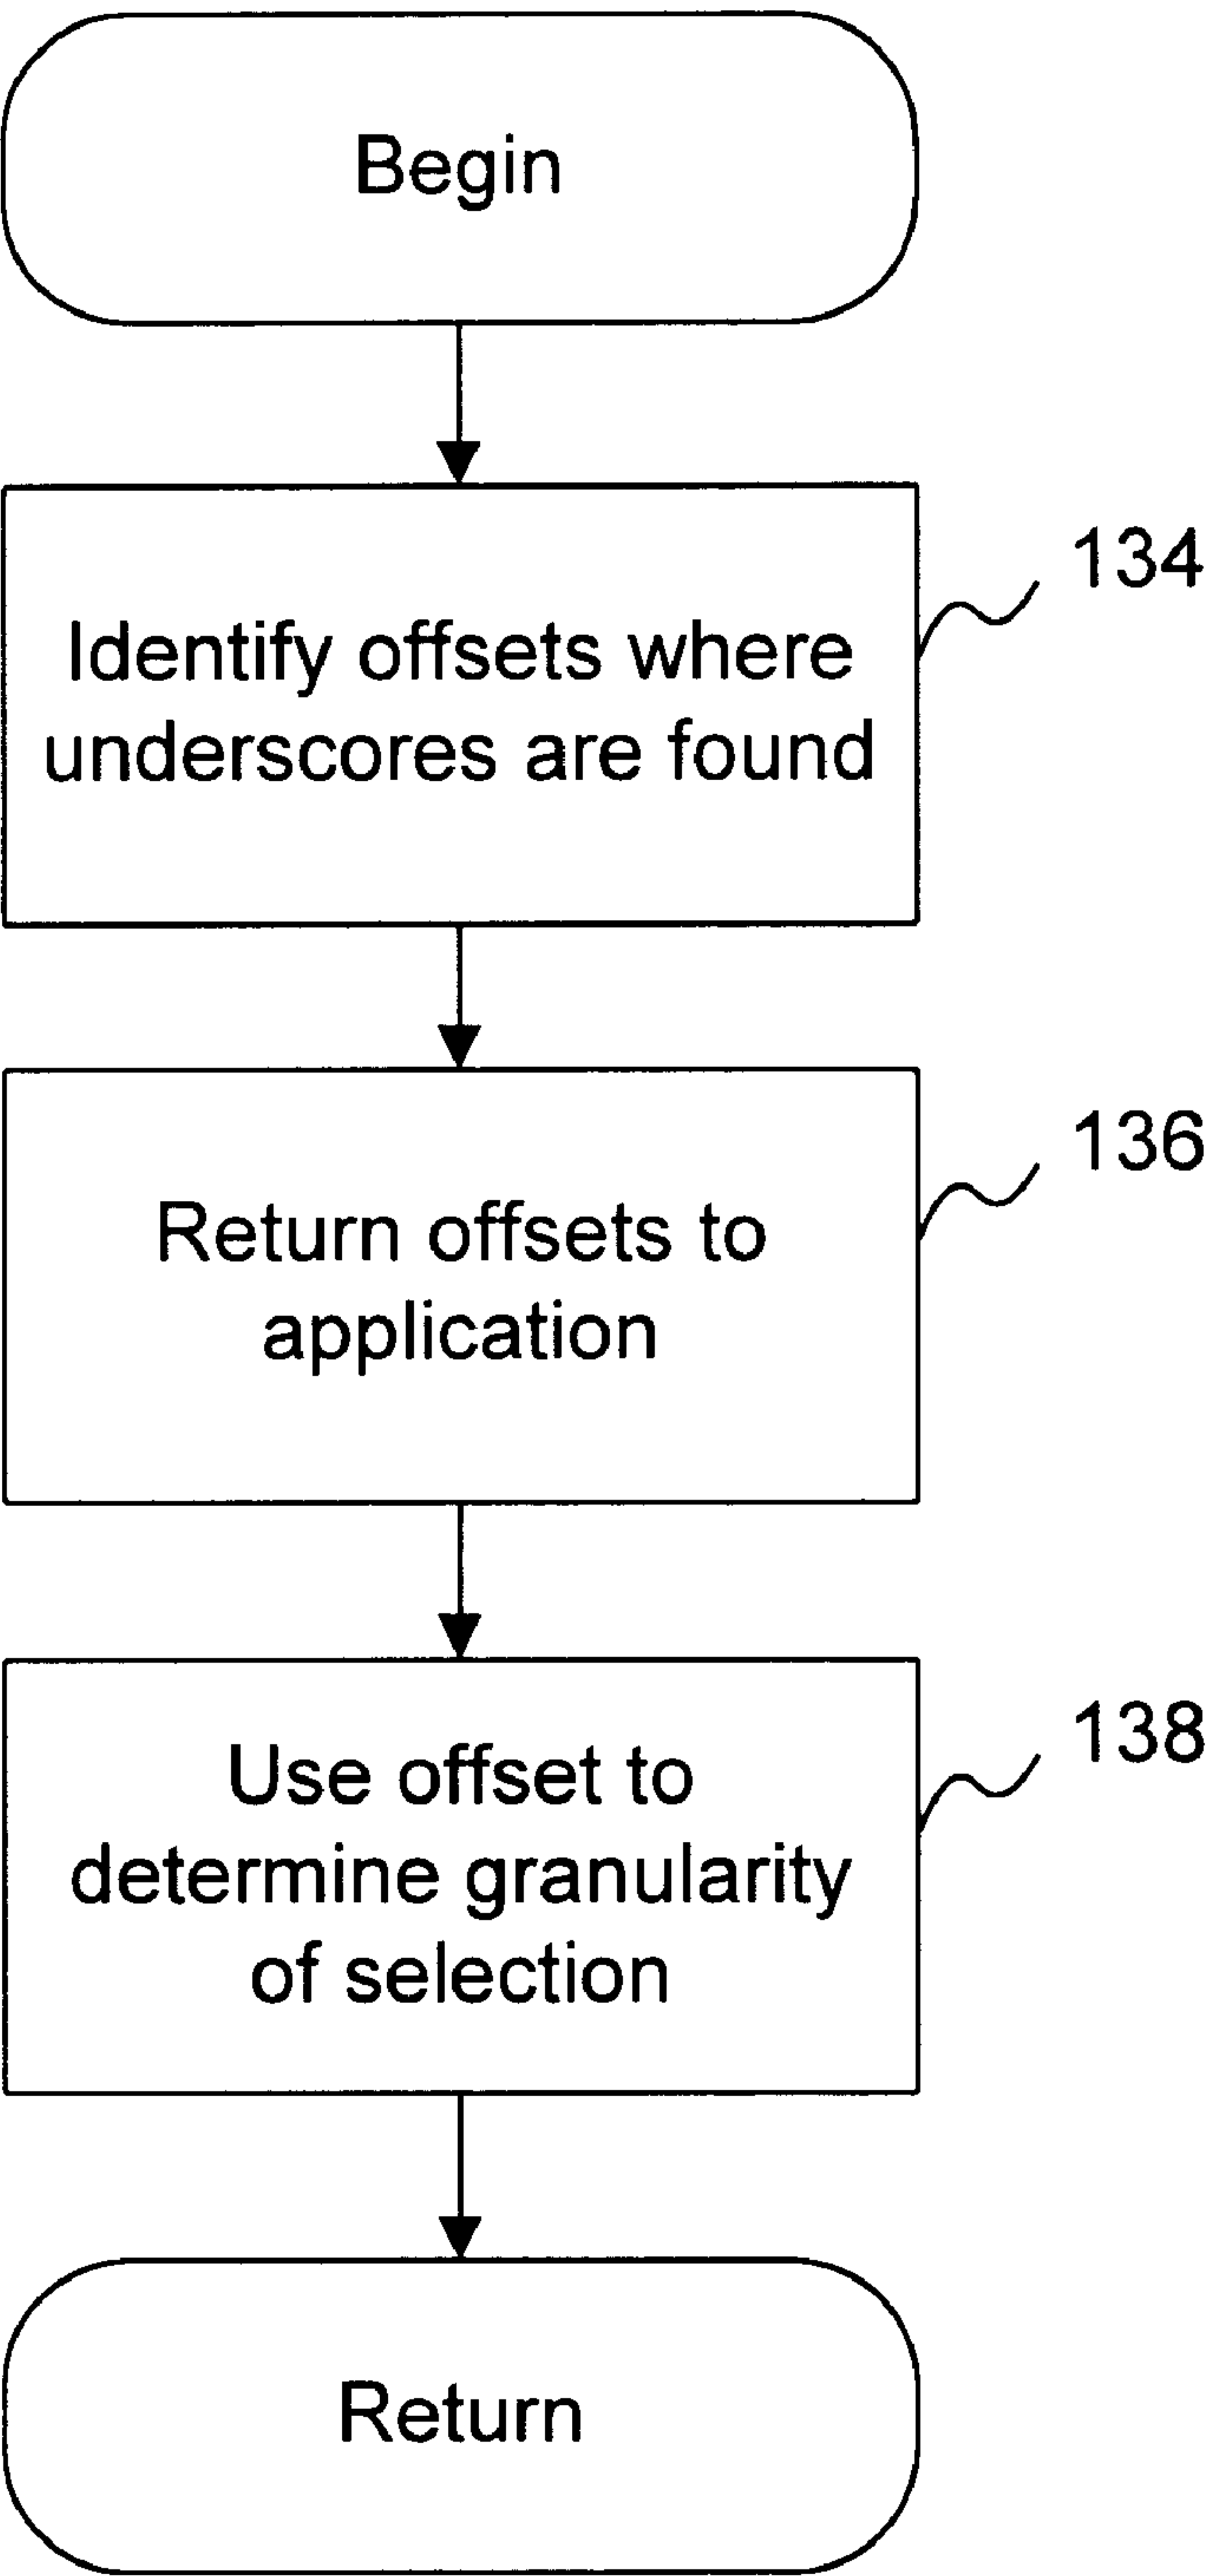 Begin
134
Identify offsets where
underscores are found
136
Return offsets to
application
138
Use offset to
determine granularity
of selection
Return